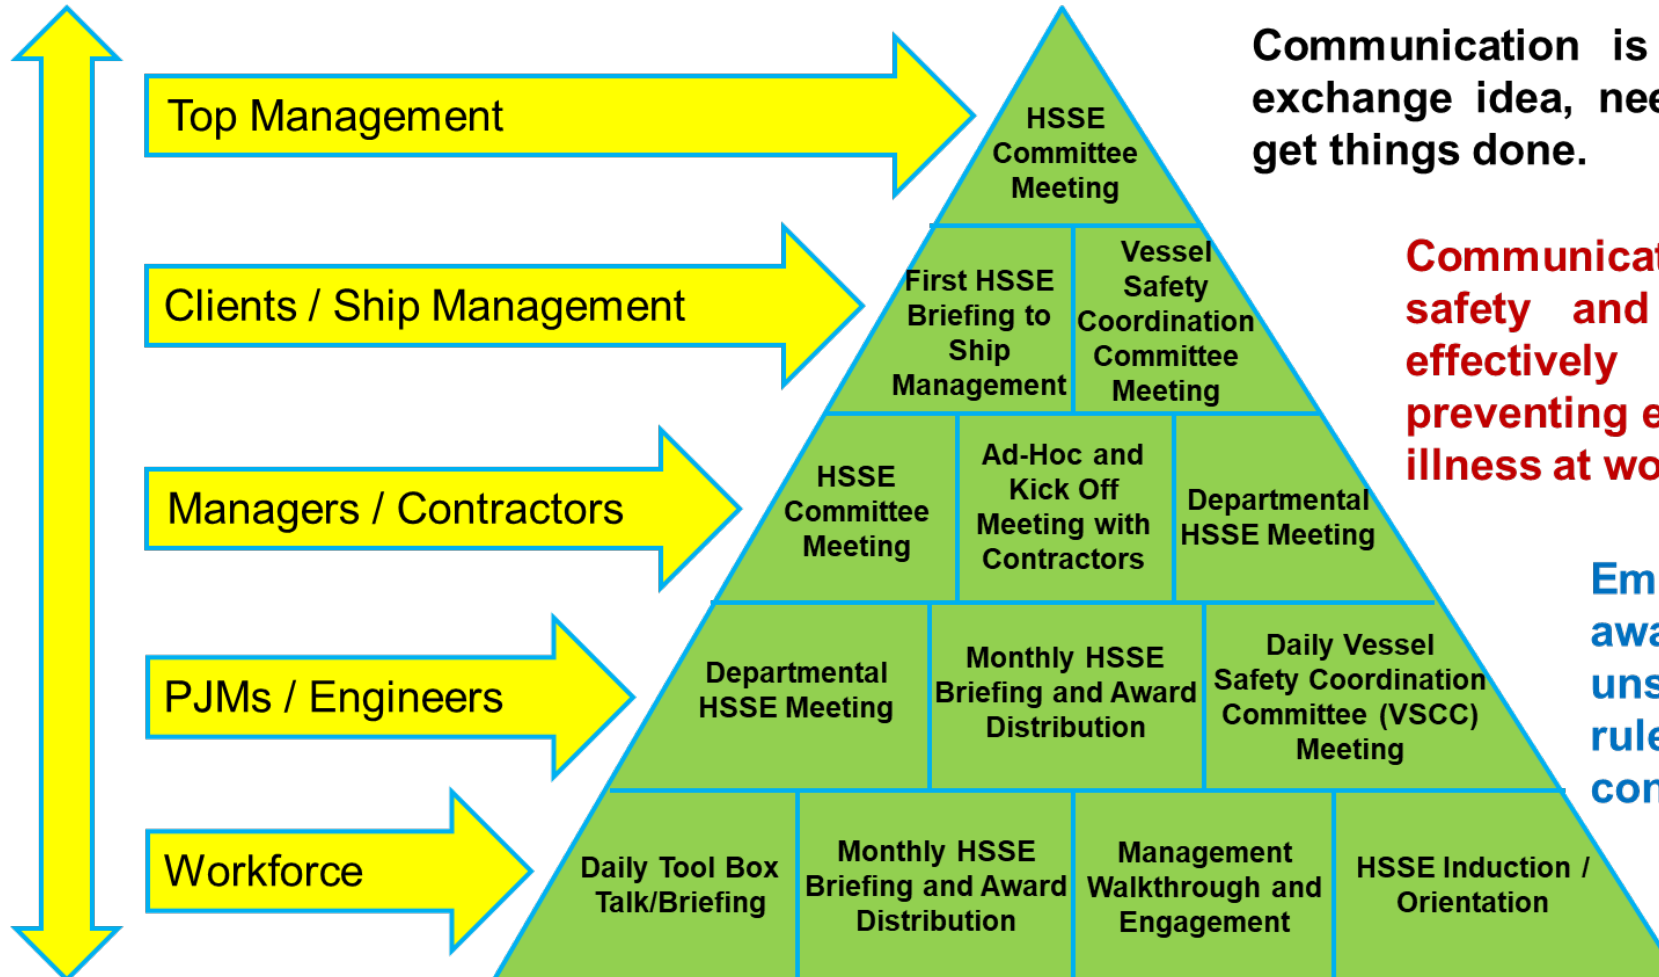 Top Management
Clients / Ship Management
Managers / Contractors
PJMs / Engineers
Workforce
HSSE
Committee
Meeting
First HSSE
Briefing to
Ship
Management
Vessel
Safety
Coordination
Committee
Meeting
HSSE
Committee
Meeting
Ad-Hoc and
Kick Off
Meeting with
Contractors
Departmental
HSSE Meeting
Departmental
HSSE Meeting
Monthly HSSE
Briefing and Award
Distribution
Daily Vessel
Safety Coordination
Committee (VSCC)
Meeting
Daily Tool Box
Talk/Briefing
Monthly HSSE
Briefing and Award
Distribution
Management
Walkthrough and
Engagement
HSSE Induction /
Orientation
Communication is
exchange idea,
get things done.
safety and
effectively
preventing
illness at